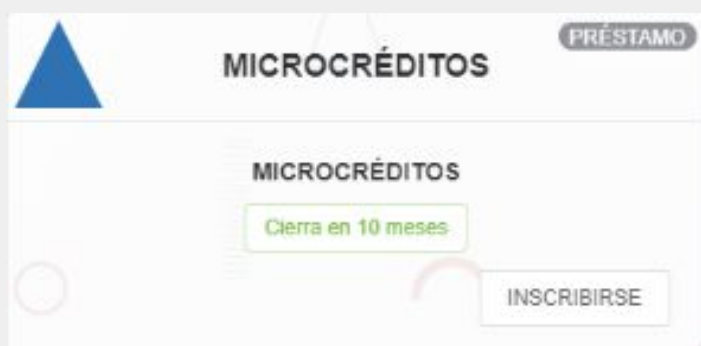 PRÉSTAMO
MICROCRÉDITOS
MICROCRÉDITOS
Cierra en 10 meses
INSCRIBIRSE